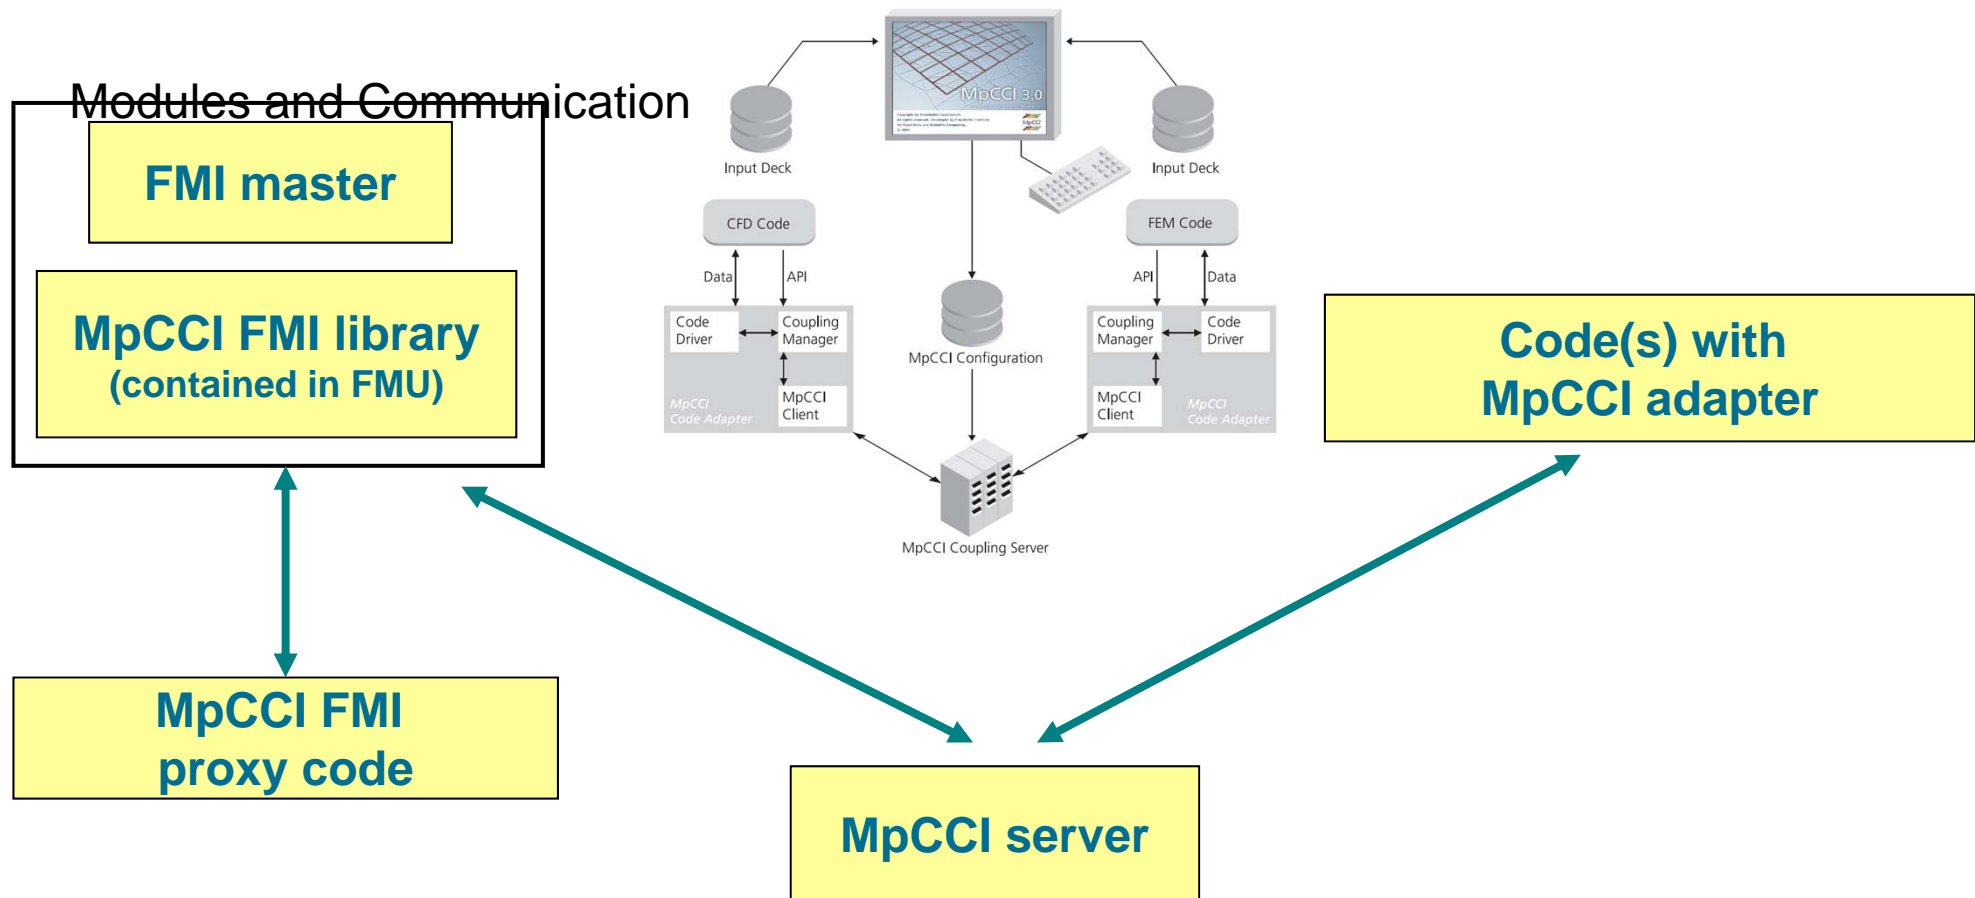 Modules and Communication
FMI master
MpCCI FMI library
(contained in FMU)
MpCCI FMI
proxy code
MpCCI 3.0
MpCCI
Input Deck
Input Deck
CFD Code
FEM Code
Data
API
API
Data
Code
Driver
Coupling
Manager
MpCCI
Client
MpCCI
Code Adapter
MpCCI Configuration
Coupling
Manager
Code
Driver
MpCCI
Client
MpCCI
Code Adapter
MpCCI Coupling Server
Code(s) with
MpCCI adapter
MpCCI server